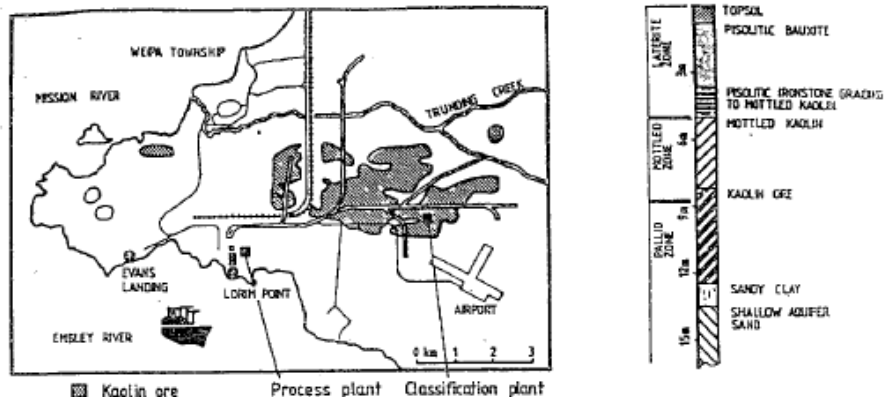 WEIPA TOWNSHIP
MISSION RIVER
TRUNDING CREEK
EVANS
LANDING
LORIM POINT
AIRPORT
EMBLEY RIVER
0 km 1 2 3
Kaolin ore
Process plant
Classification plant
LATERITE
ZONE
MOTTLED
ZONE
PALLID
ZONE
3m
6m
9m
12m
15m
TOPSOL
PISOLITIC BAUXITE
PISOLITIC IRONSTONE GRADING
TO MOTTLED KAOLIN
MOTTLED KAOLIN
KAOLIN ORE
SANDY CLAY
SHALLOW AQUIFER
SAND